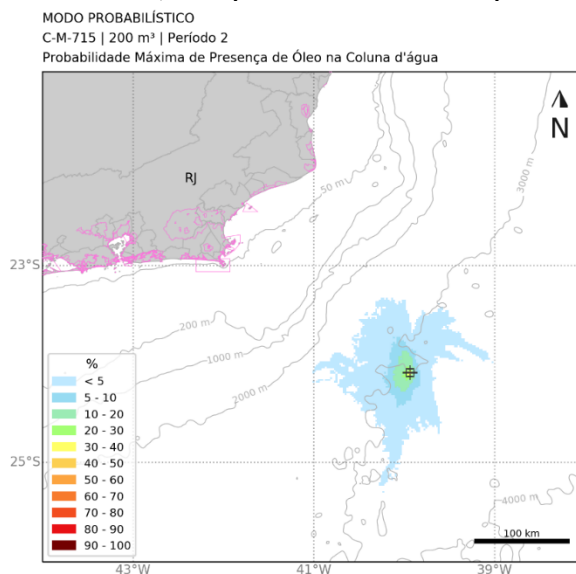 MODO PROBABILÍSTICO
C-M-715 | 200 m³ | Período 2
Probabilidade Máxima de Presença de Óleo na Coluna d'água
N
RJ
50 m
3000 m
23°S
200 m
1000 m
2000 m
%
< 5
5 - 10
10 - 20
20 - 30
30 - 40
40 - 50
50 - 60
60 - 70
70 - 80
80 - 90
90 - 100
25°S
4000 m
100 km
43°W
41°W
39°W